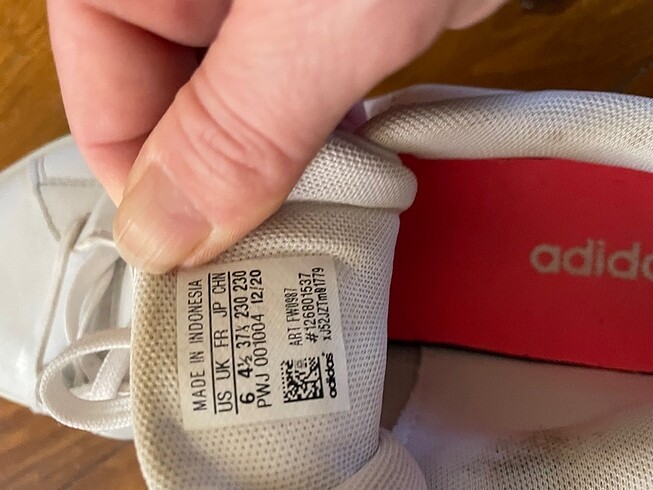 MADE IN INDONESIA
US UK FR JP CHN
6 4½ 37⅓ 230 230
PWJ 001004 12/20
ART FW0987
#126801537
adidas
adidas